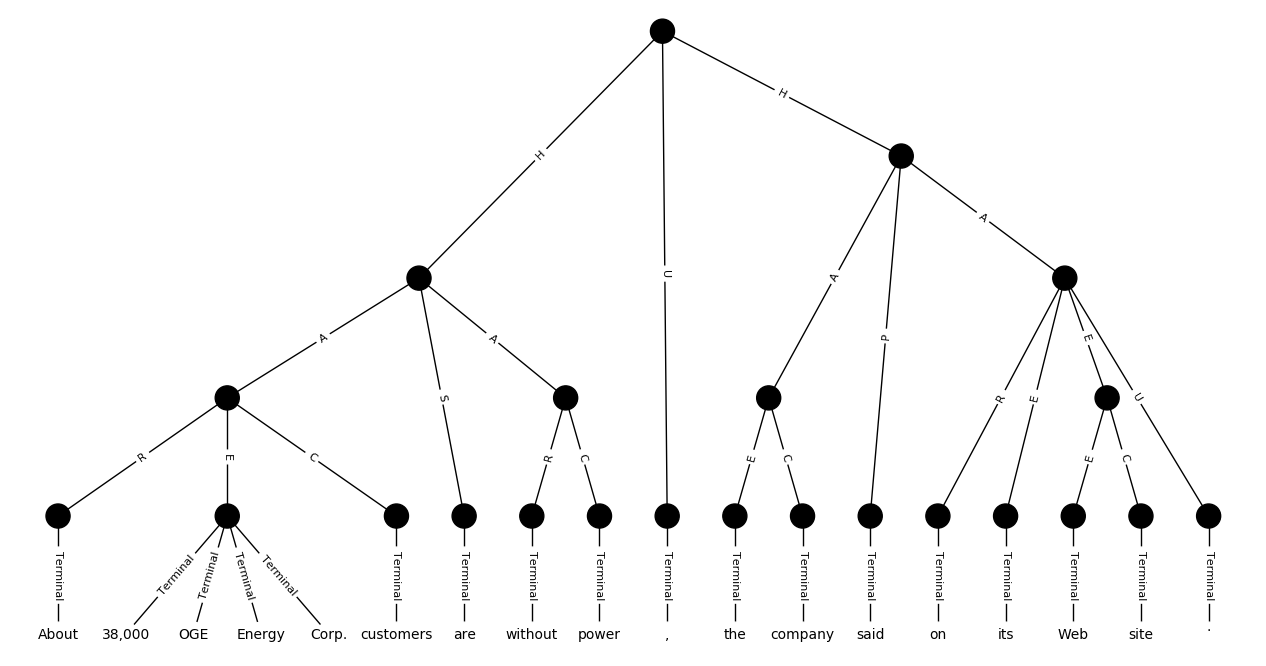 H
H
A
U
A
P
A
A
S
A
R
E
E
U
R
E
C
R
C
E
C
E
C
Terminal Terminal Terminal Terminal Terminal Terminal Terminal Terminal Terminal Terminal Terminal Terminal Terminal Terminal Terminal Terminal Terminal Terminal
About 38,000 OGE Energy Corp. customers are without power , the company said on its Web site .